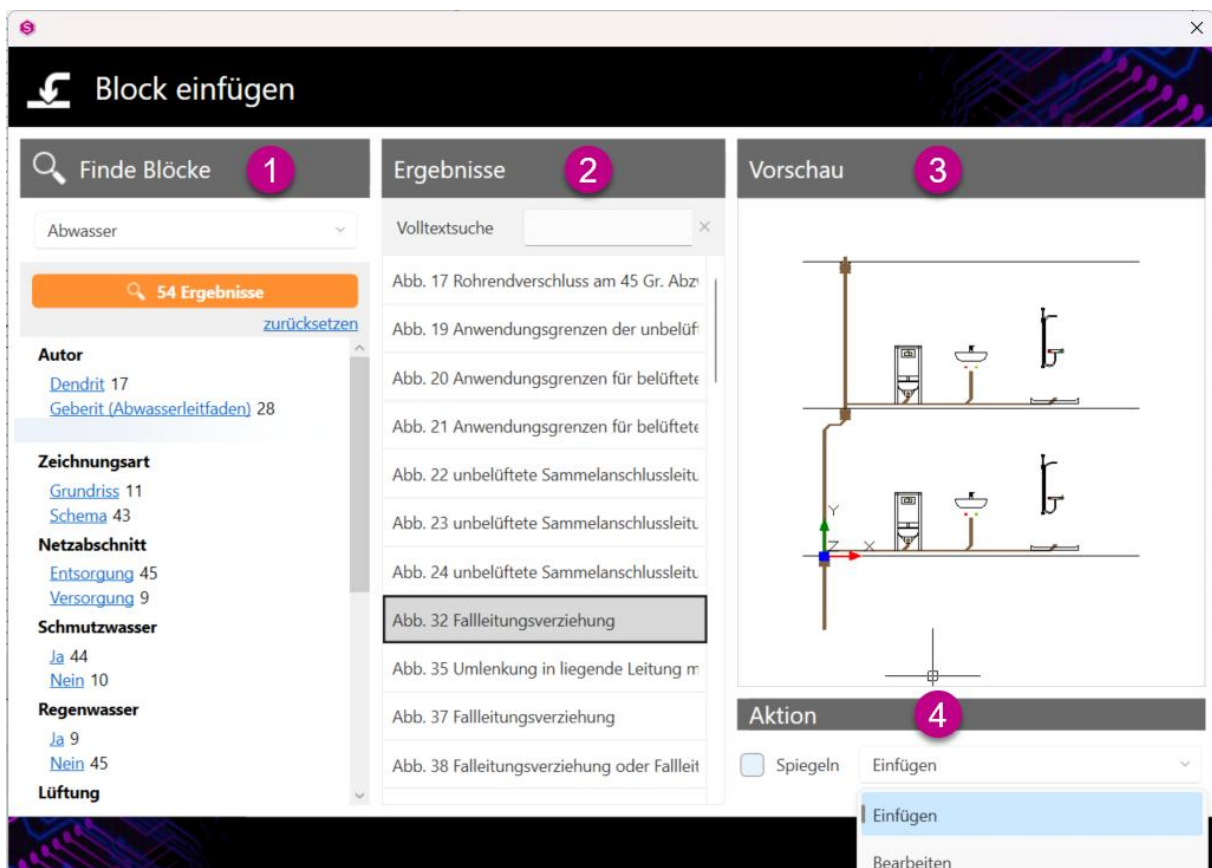 Block einfügen
Finde Blöcke 1
Abwasser
54 Ergebnisse
zurücksetzen
Autor
Dendrit 17
Geberit (Abwasserleitfaden) 28
Zeichnungsart
Grundriss 11
Schema 43
Netzabschnitt
Entsorgung 45
Versorgung 9
Schmutzwasser
Ja 44
Nein 10
Regenwasser
Ja 9
Nein 45
Lüftung
Ergebnisse 2
Volltextsuche
Abb. 17 Rohrendverschluss am 45 Gr. Abzw
Abb. 19 Anwendungsgrenzen der unbelüft
Abb. 20 Anwendungsgrenzen für belüftete
Abb. 21 Anwendungsgrenzen für belüftete
Abb. 22 unbelüftete Sammelanschlussleitu
Abb. 23 unbelüftete Sammelanschlussleitu
Abb. 24 unbelüftete Sammelanschlussleitu
Abb. 32 Fallleitungsverziehung
Abb. 35 Umlenkung in liegende Leitung m
Abb. 37 Fallleitungsverziehung
Abb. 38 Falleitungsverziehung oder Fallleit
Vorschau 3
Y
Z X
Aktion 4
Spiegeln Einfügen
Einfügen
Bearbeiten